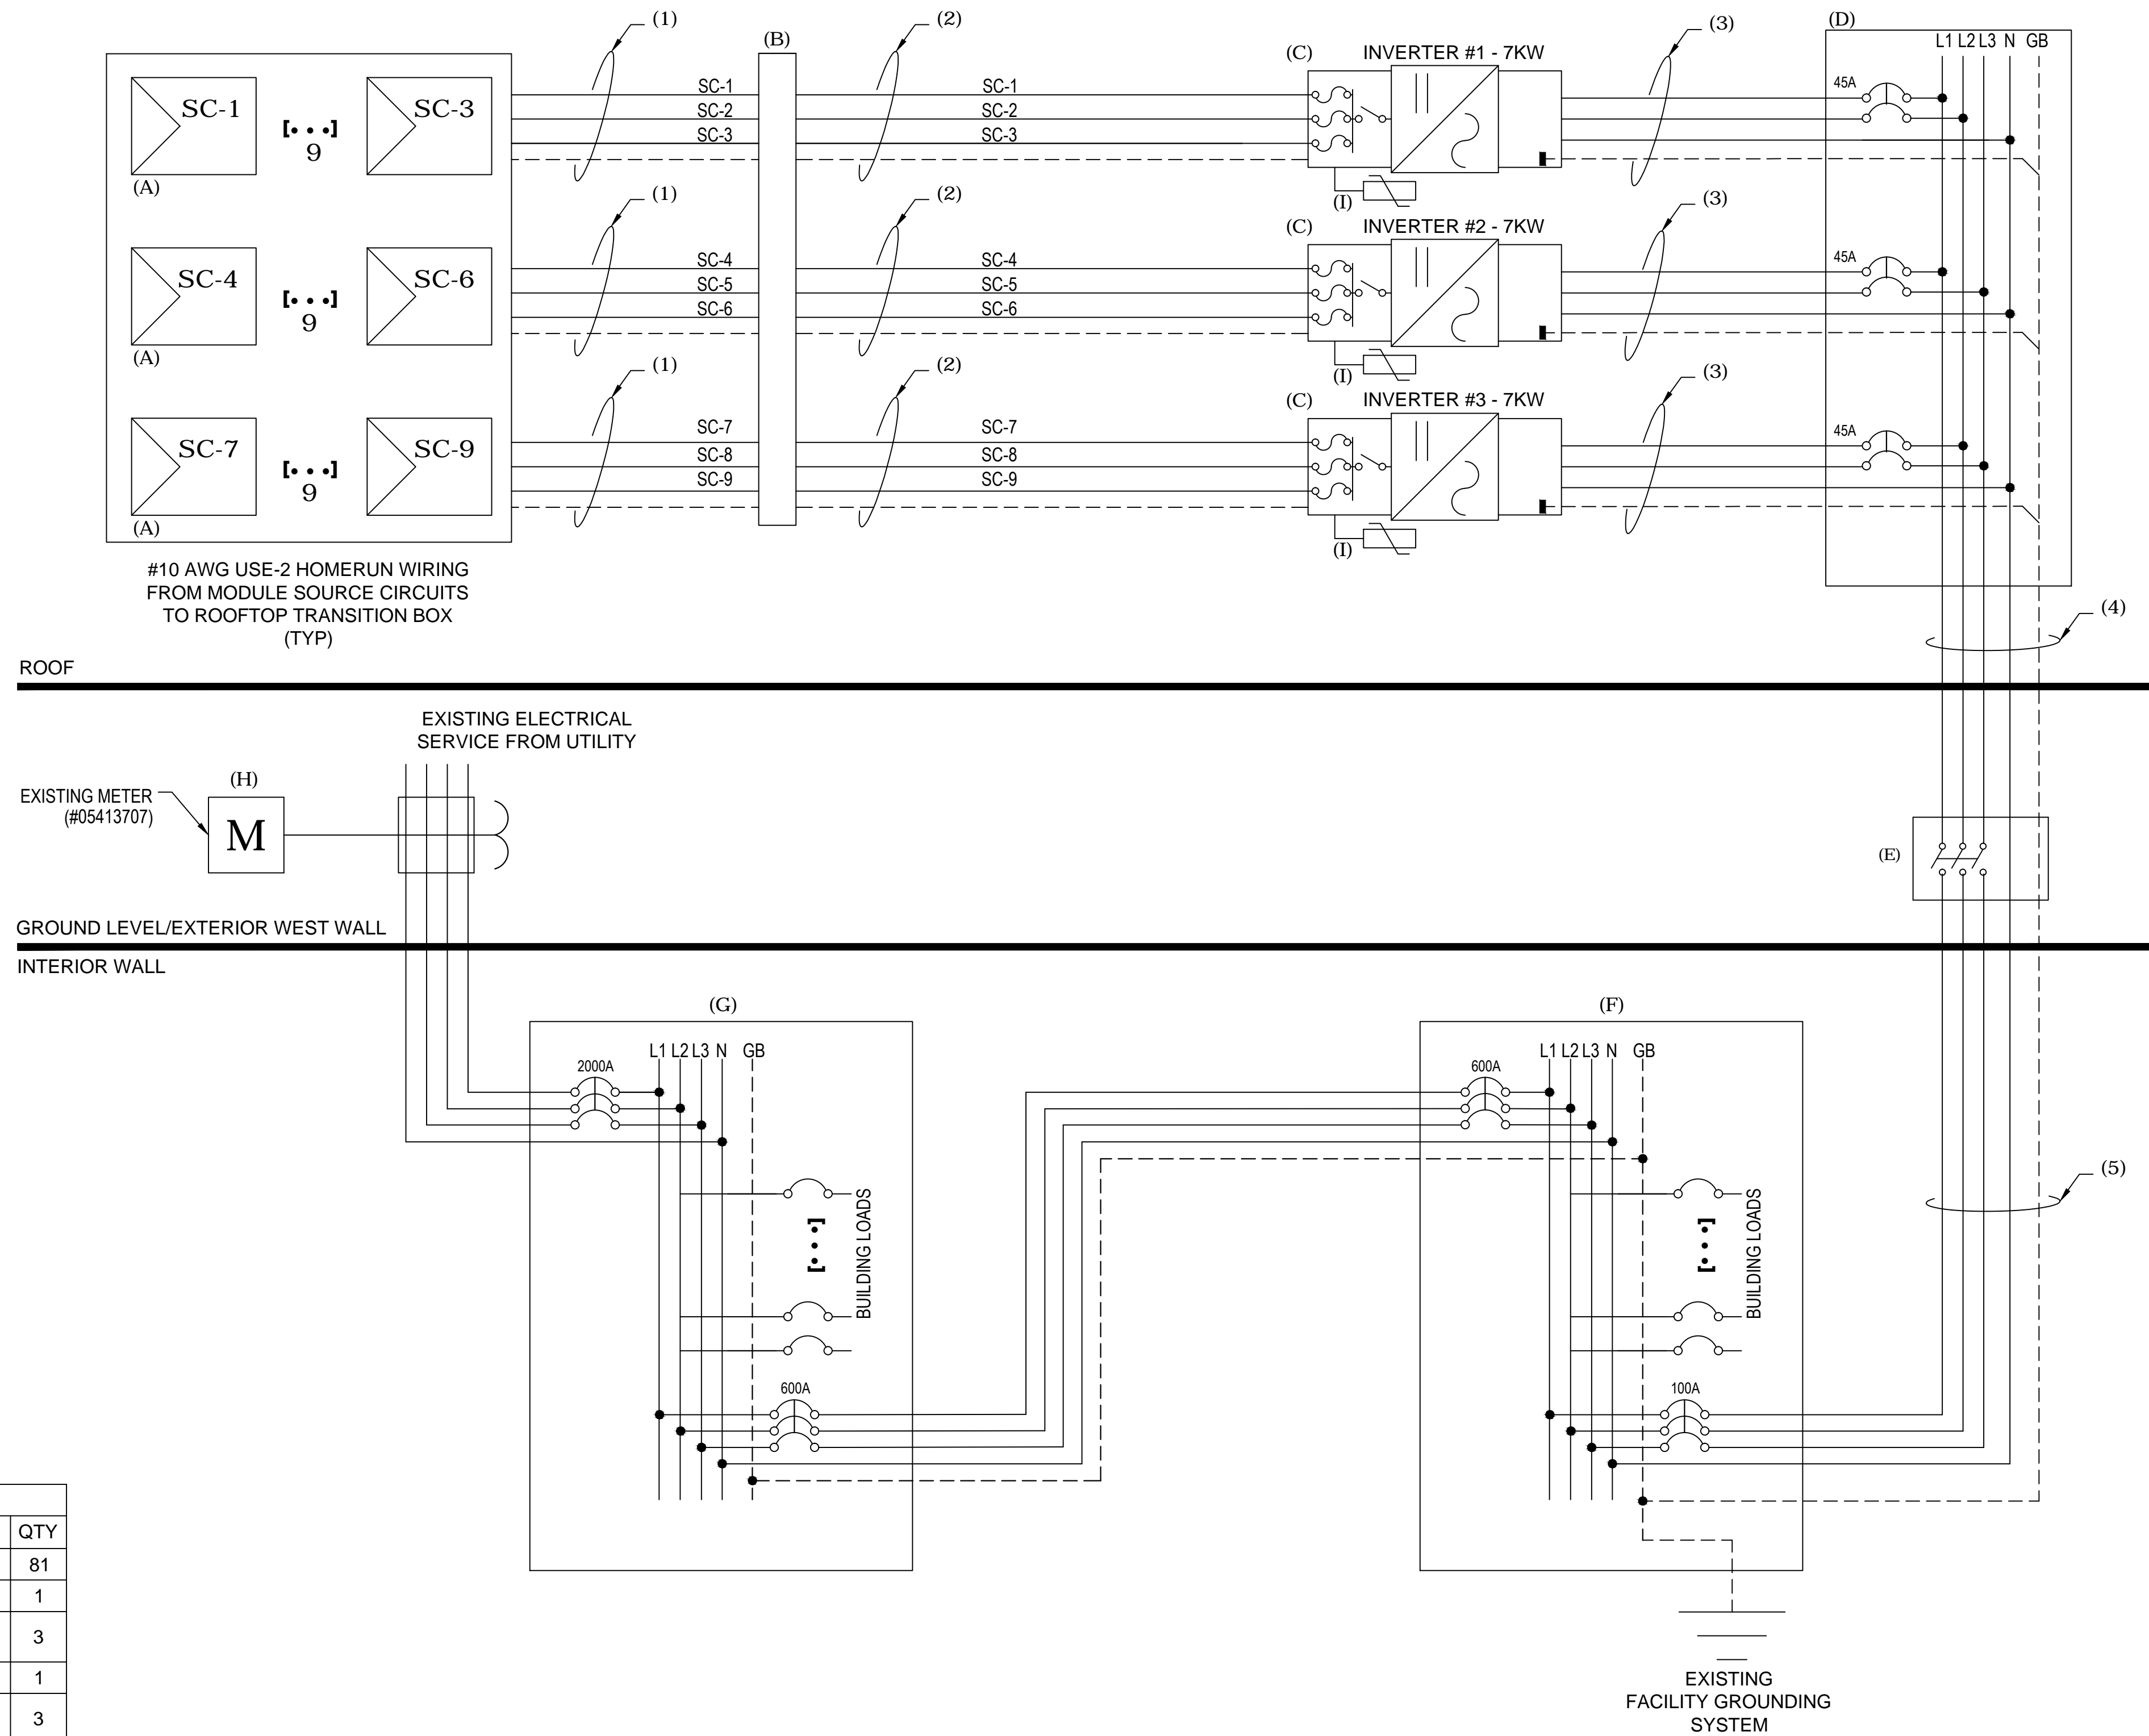 (1)
(2)
(3)
(D)
(B)
(C)
INVERTER #1 - 7KW
L1 L2 L3 N GB
SC-1
[• • •]
9
SC-3
(A)
SC-1
SC-2
SC-3
SC-1
SC-2
SC-3
45A
(I)
(1)
(2)
(3)
(C)
INVERTER #2 - 7KW
SC-4
[• • •]
9
SC-6
(A)
SC-4
SC-5
SC-6
SC-4
SC-5
SC-6
45A
(I)
(1)
(2)
(3)
(C)
INVERTER #3 - 7KW
SC-7
[• • •]
9
SC-9
(A)
SC-7
SC-8
SC-9
SC-7
SC-8
SC-9
45A
(I)
#10 AWG USE-2 HOMERUN WIRING
FROM MODULE SOURCE CIRCUITS
TO ROOFTOP TRANSITION BOX
(TYP)
(4)
ROOF
EXISTING ELECTRICAL
SERVICE FROM UTILITY
(H)
EXISTING METER
(#05413707)
M
(E)
GROUND LEVEL/EXTERIOR WEST WALL
INTERIOR WALL
(G)
L1 L2 L3 N GB
2000A
[• • •]
BUILDING LOADS
600A
(F)
L1 L2 L3 N GB
600A
[• • •]
BUILDING LOADS
100A
(5)
EXISTING
FACILITY GROUNDING
SYSTEM
QTY
81
1
3
1
3